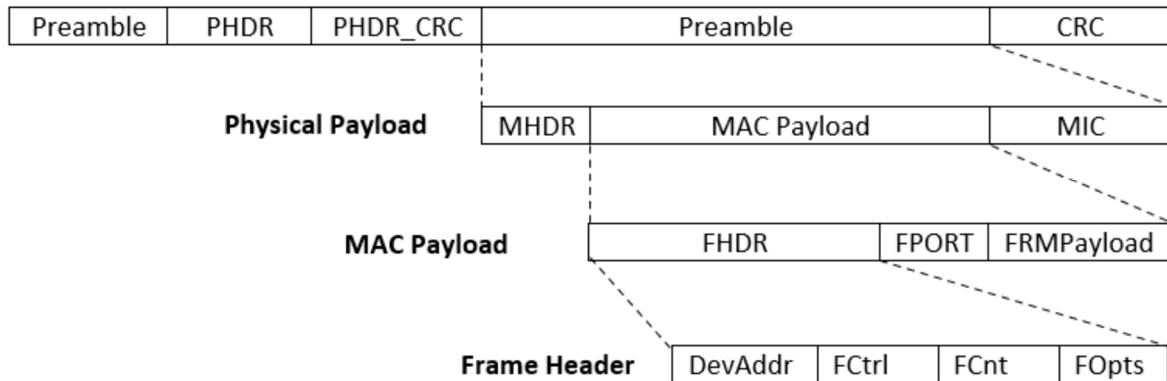 Preamble PHDR PHDR_CRC Preamble CRC
Physical Payload MHDR MAC Payload MIC
MAC Payload FHDR FPORT FRMPayload
Frame Header DevAddr FCtrl FCnt FOpts